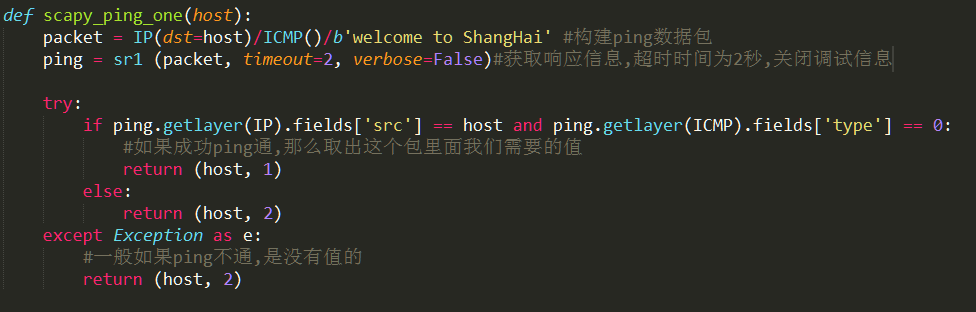 def scapy_ping_one(host):
    packet = IP(dst=host)/ICMP()/b'welcome to ShangHai' #构建ping数据包
    ping = sr1 (packet, timeout=2, verbose=False)#获取响应信息,超时时间为2秒,关闭调试信息
    try:
        if ping.getlayer(IP).fields['src'] == host and ping.getlayer(ICMP).fields['type'] == 0:
            #如果成功ping通,那么取出这个包里面我们需要的值
            return (host, 1)
        else:
            return (host, 2)
    except Exception as e:
        #一般如果ping不通,是没有值的
        return (host, 2)